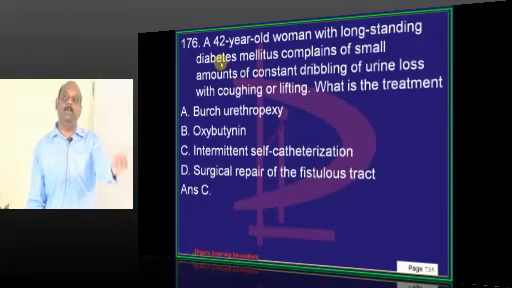 176. A 42-year-old woman with long-standing
diabetes mellitus complains of small
amounts of constant dribbling of urine loss
with coughing or lifting. What is the treatment
A. Burch urethropexy
B. Oxybutynin
C. Intermittent self-catheterization
D. Surgical repair of the fistulous tract
Ans C.
Page